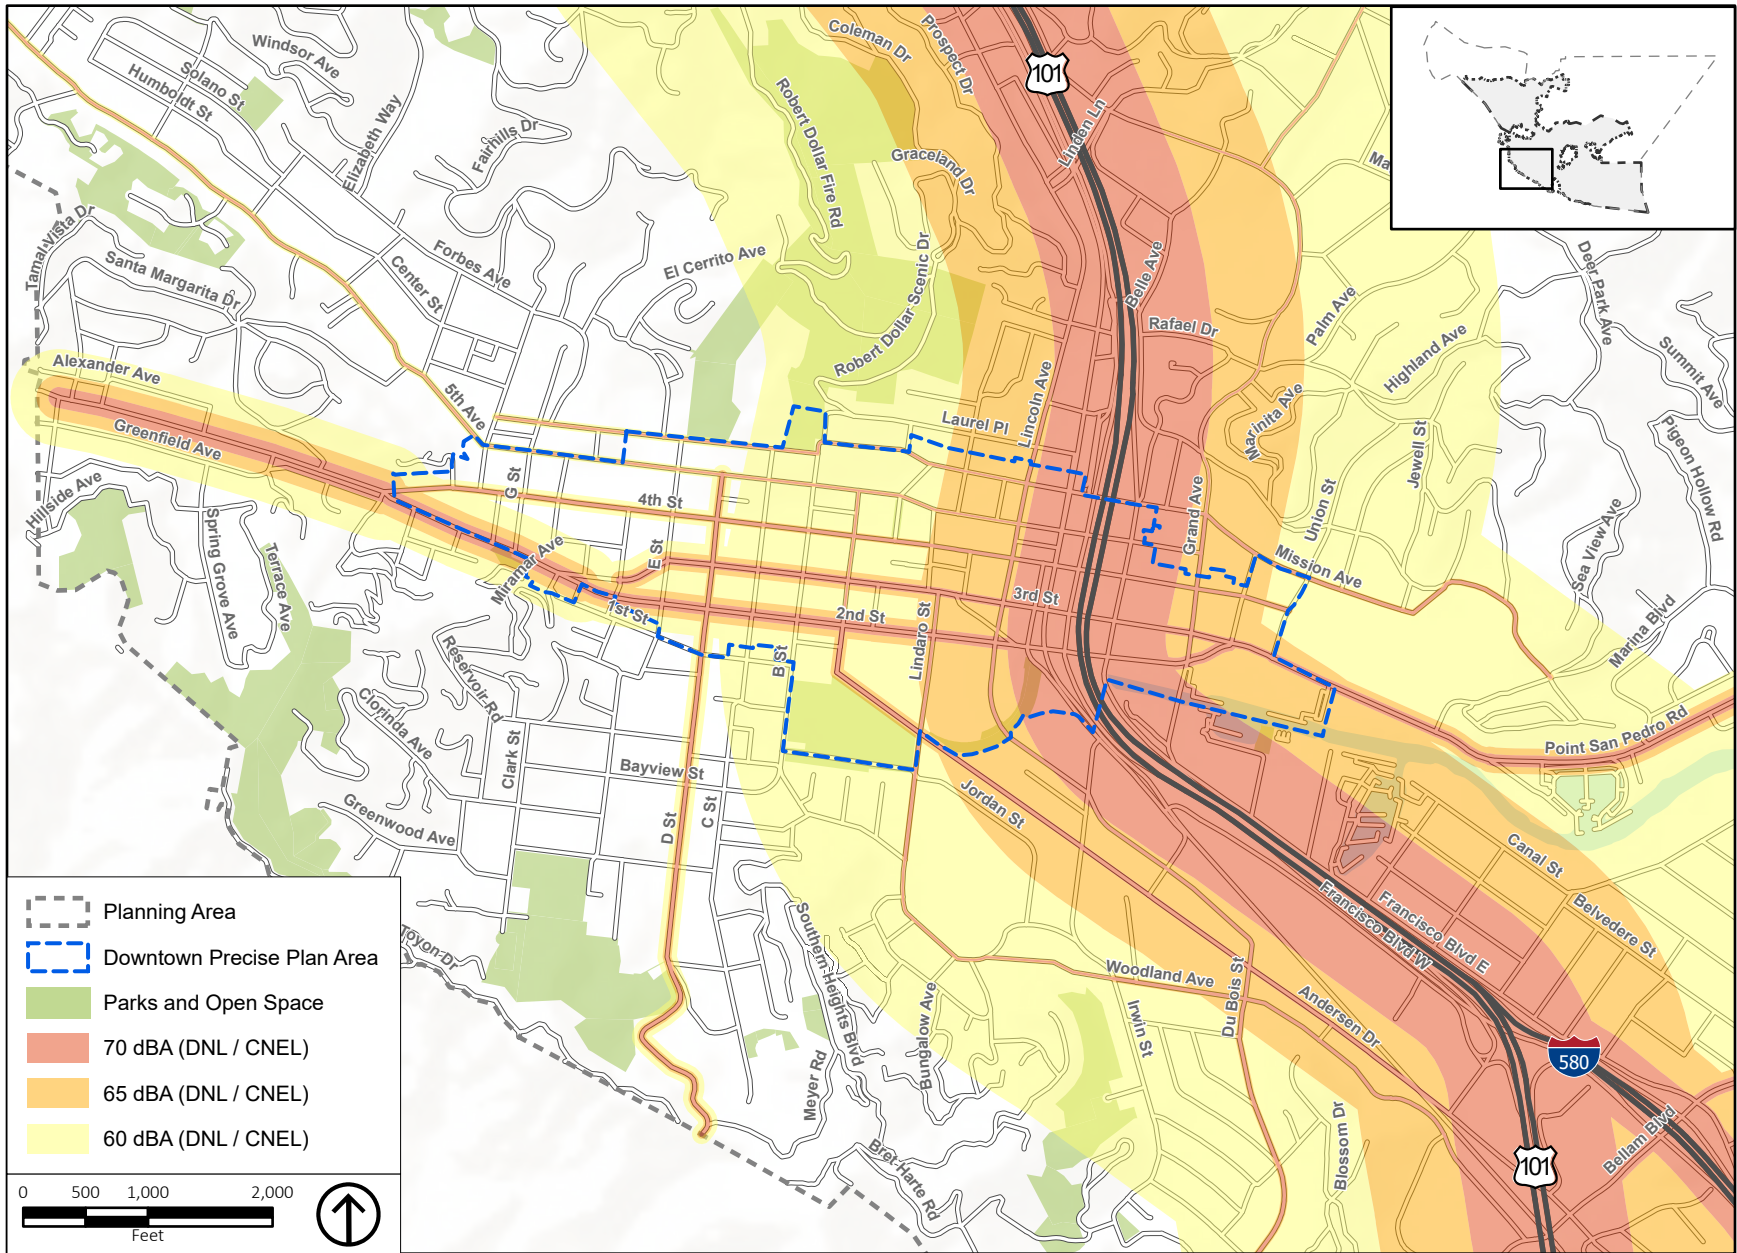 Windsor Ave
Solano St
Humboldt St
Elizabeth Way
Fairhills Dr
Coleman Dr
Prospect Dr
101
Linden Ln
Robert Dollar Fire Rd
Graceland Dr
Ma
Tamal Vista Dr
Santa Margarita Dr
Forbes Ave
Center St
El Cerrito Ave
Robert Dollar Scenic Dr
Belle Ave
Rafael Dr
Palm Ave
Highland Ave
Deer Park Ave
Summit Ave
Alexander Ave
5th Ave
Greenfield Ave
Laurel Pl
Lincoln Ave
Marinita Ave
Jewell St
Pigeon Hollow Rd
Hillside Ave
G St
4th St
Grand Ave
Union St
Sea View Ave
Spring Grove Ave
Terrace Ave
Miramar Ave
E St
1st St
2nd St
3rd St
Mission Ave
Lindaro St
Marina Blvd
Reservoir Rd
B St
Clorinda Ave
Clark St
Bayview St
Point San Pedro Rd
Greenwood Ave
D St
C St
Jordan St
Canal St
Belvedere St
Francisco Blvd E
Francisco Blvd W
Toyon Dr
Southern Heights Blvd
Woodland Ave
Bungalow Ave
Irwin St
Du Bois St
Andersen Dr
Meyer Rd
Bret Harte Rd
Blossom Dr
580
Bellam Blvd
101
Planning Area
Downtown Precise Plan Area
Parks and Open Space
70 dBA (DNL / CNEL)
65 dBA (DNL / CNEL)
60 dBA (DNL / CNEL)
0 500 1,000 2,000
Feet